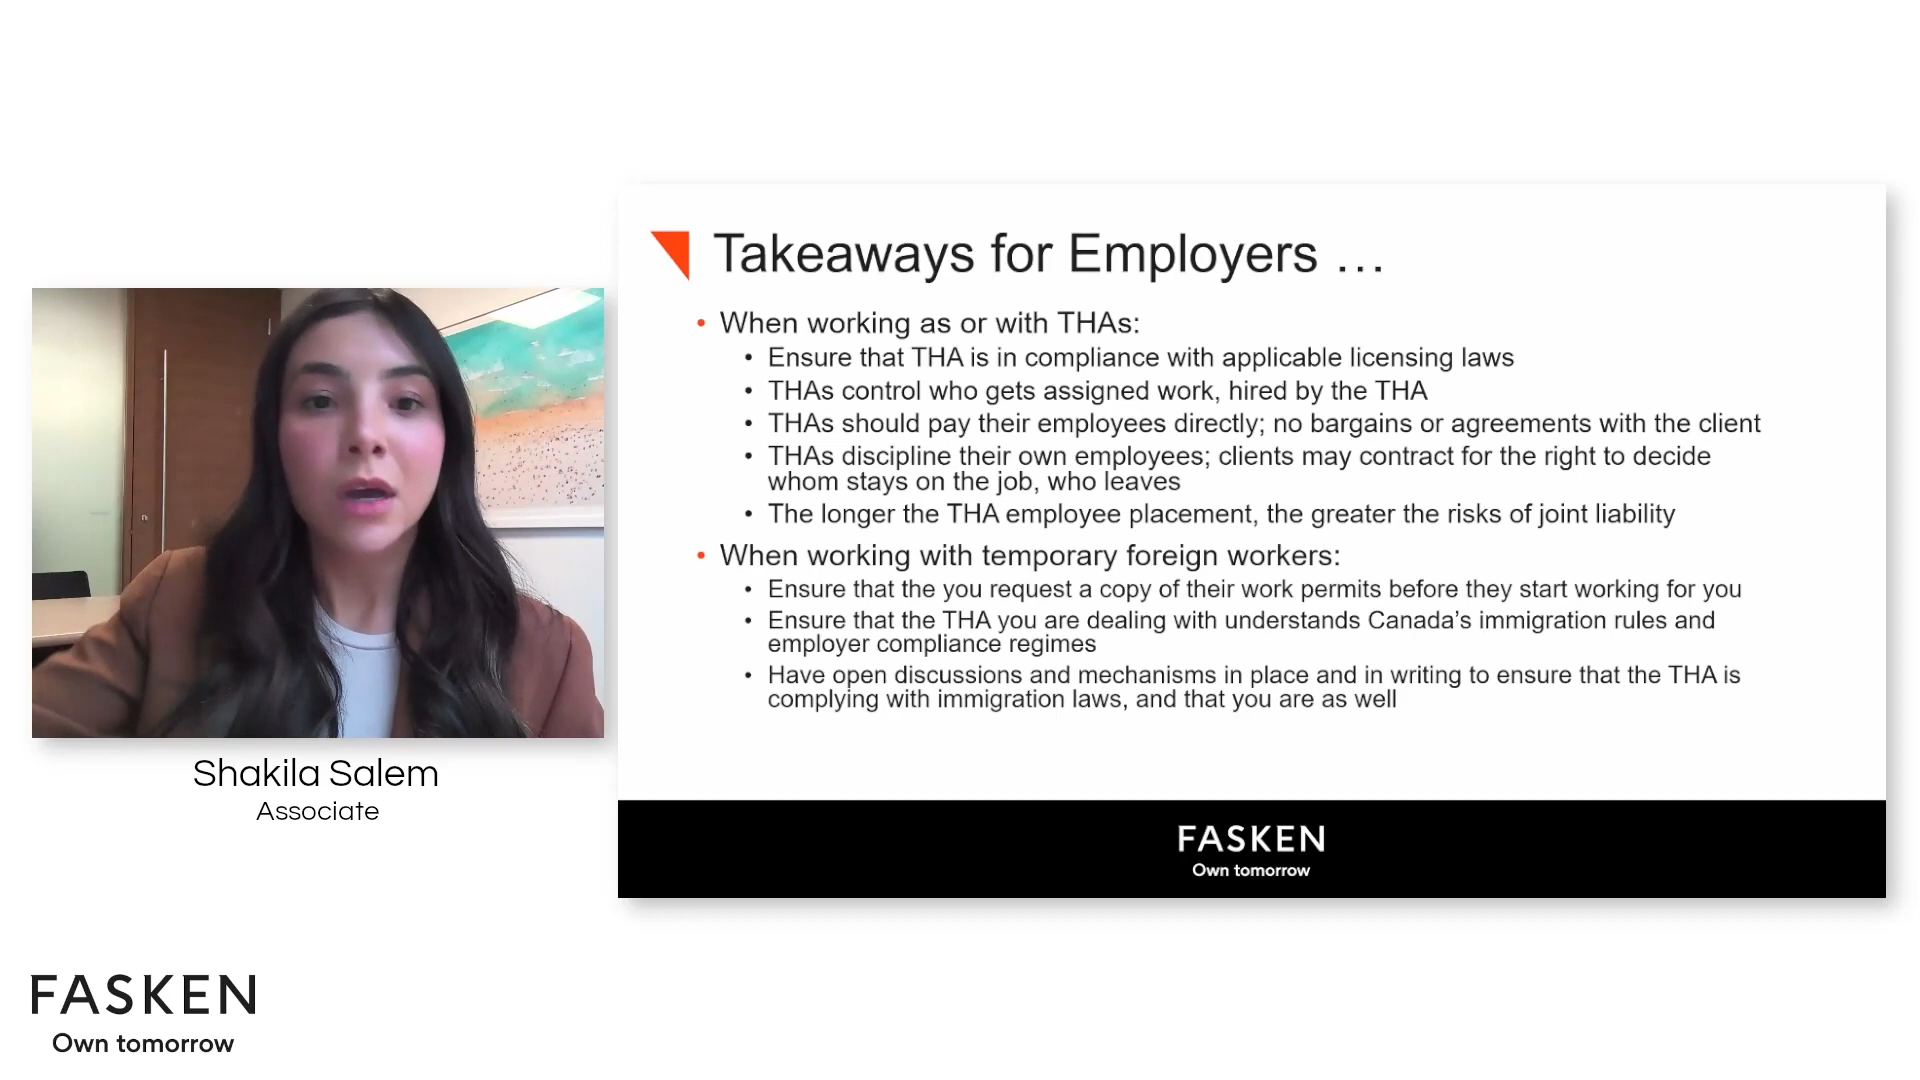 Takeaways for Employers …
• When working as or with THAs:
• Ensure that THA is in compliance with applicable licensing laws
• THAs control who gets assigned work, hired by the THA
• THAs should pay their employees directly; no bargains or agreements with the client
• THAs discipline their own employees; clients may contract for the right to decide
whom stays on the job, who leaves
• The longer the THA employee placement, the greater the risks of joint liability
• When working with temporary foreign workers:
• Ensure that the you request a copy of their work permits before they start working for you
• Ensure that the THA you are dealing with understands Canada’s immigration rules and
employer compliance regimes
• Have open discussions and mechanisms in place and in writing to ensure that the THA is
complying with immigration laws, and that you are as well
FASKEN
Own tomorrow
Shakila Salem
Associate
FASKEN
Own tomorrow